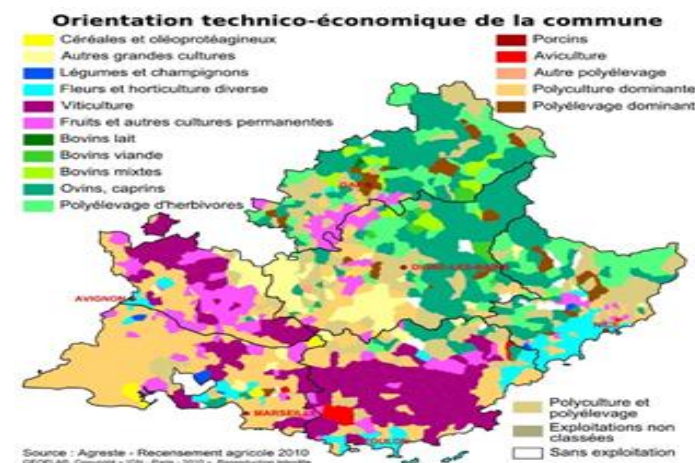 Orientation technico-économique de la commune
Céréales et oléoprotéagineux
Autres grandes cultures
Légumes et champignons
Fleurs et horticulture diverse
Viticulture
Fruits et autres cultures permanentes
Bovins lait
Bovins viande
Bovins mixtes
Ovins, caprins
Polyélevage d'herbivores
Porcins
Aviculture
Autre polyélevage
Polyculture dominante
Polyélevage dominant
AVIGNON
MARSEILLE
TOULON
Polyculture et
polyélevage
Exploitations non
classées
Sans exploitation
Source : Agreste - Recensement agricole 2010